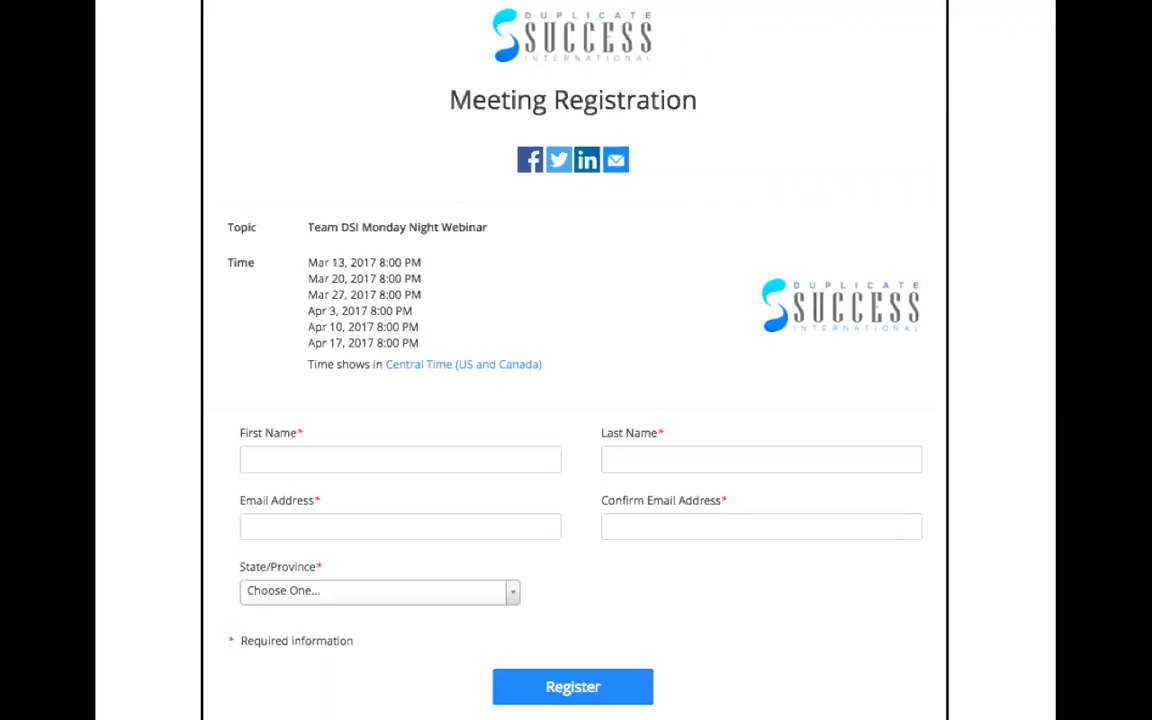 DUPLICATE
SUCCESS
INTERNATIONAL
Meeting Registration
Topic Team DSI Monday Night Webinar
Time Mar 13, 2017 8:00 PM
Mar 20, 2017 8:00 PM
Mar 27, 2017 8:00 PM
Apr 3, 2017 8:00 PM
Apr 10, 2017 8:00 PM
Apr 17, 2017 8:00 PM
Time shows in Central Time (US and Canada)
DUPLICATE
SUCCESS
INTERNATIONAL
First Name* Last Name*
Email Address* Confirm Email Address*
State/Province*
Choose One...
* Required information
Register